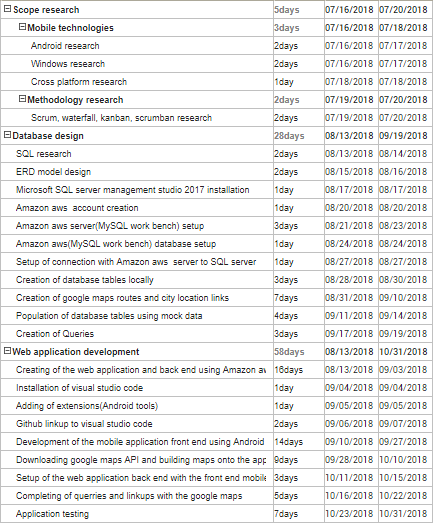 Scope research 5days 07/16/2018 07/20/2018
Mobile technologies 3days 07/16/2018 07/18/2018
Android research 2days 07/16/2018 07/17/2018
Windows research 2days 07/16/2018 07/17/2018
Cross platform research 1day 07/18/2018 07/18/2018
Methodology research 2days 07/19/2018 07/20/2018
Scrum, waterfall, kanban, scrumban research 2days 07/19/2018 07/20/2018
Database design 28days 08/13/2018 09/19/2018
SQL research 2days 08/13/2018 08/14/2018
ERD model design 2days 08/15/2018 08/16/2018
Microsoft SQL server management studio 2017 installation 1day 08/17/2018 08/17/2018
Amazon aws account creation 1day 08/20/2018 08/20/2018
Amazon aws server(MySQL work bench) setup 3days 08/21/2018 08/23/2018
Amazon aws(MySQL work bench) database setup 1day 08/24/2018 08/24/2018
Setup of connection with Amazon aws server to SQL server 1day 08/27/2018 08/27/2018
Creation of database tables locally 3days 08/28/2018 08/30/2018
Creation of google maps routes and city location links 7days 08/31/2018 09/10/2018
Population of database tables using mock data 4days 09/11/2018 09/14/2018
Creation of Queries 3days 09/17/2018 09/19/2018
Web application development 58days 08/13/2018 10/31/2018
Creating of the web application and back end using Amazon aw 16days 08/13/2018 09/03/2018
Installation of visual studio code 1day 09/04/2018 09/04/2018
Adding of extensions(Android tools) 1day 09/05/2018 09/05/2018
Github linkup to visual studio code 2days 09/06/2018 09/07/2018
Development of the mobile application front end using Android 14days 09/10/2018 09/27/2018
Downloading google maps API and building maps onto the app 9days 09/28/2018 10/10/2018
Setup of the web application back end with the front end mobile 3days 10/11/2018 10/15/2018
Completing of querries and linkups with the google maps 5days 10/16/2018 10/22/2018
Application testing 7days 10/23/2018 10/31/2018